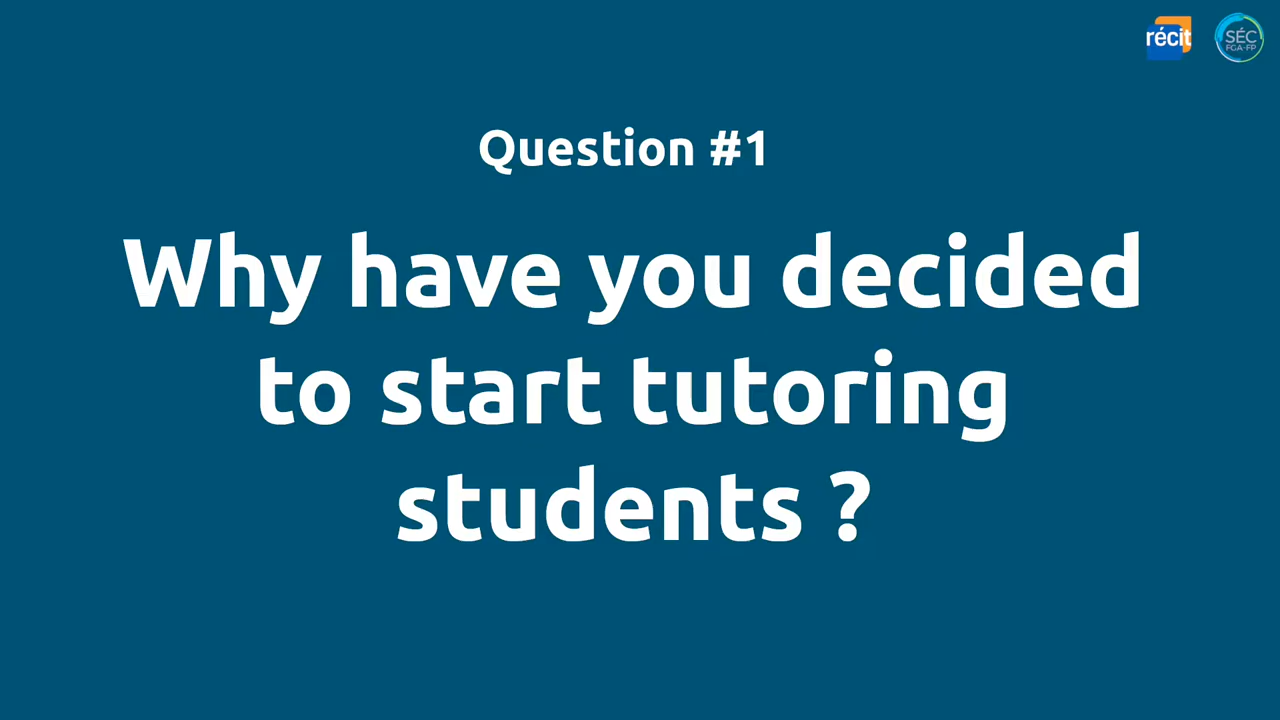 récit
SÉC
FGA-FP
Question #1
Why have you decided
to start tutoring
students ?